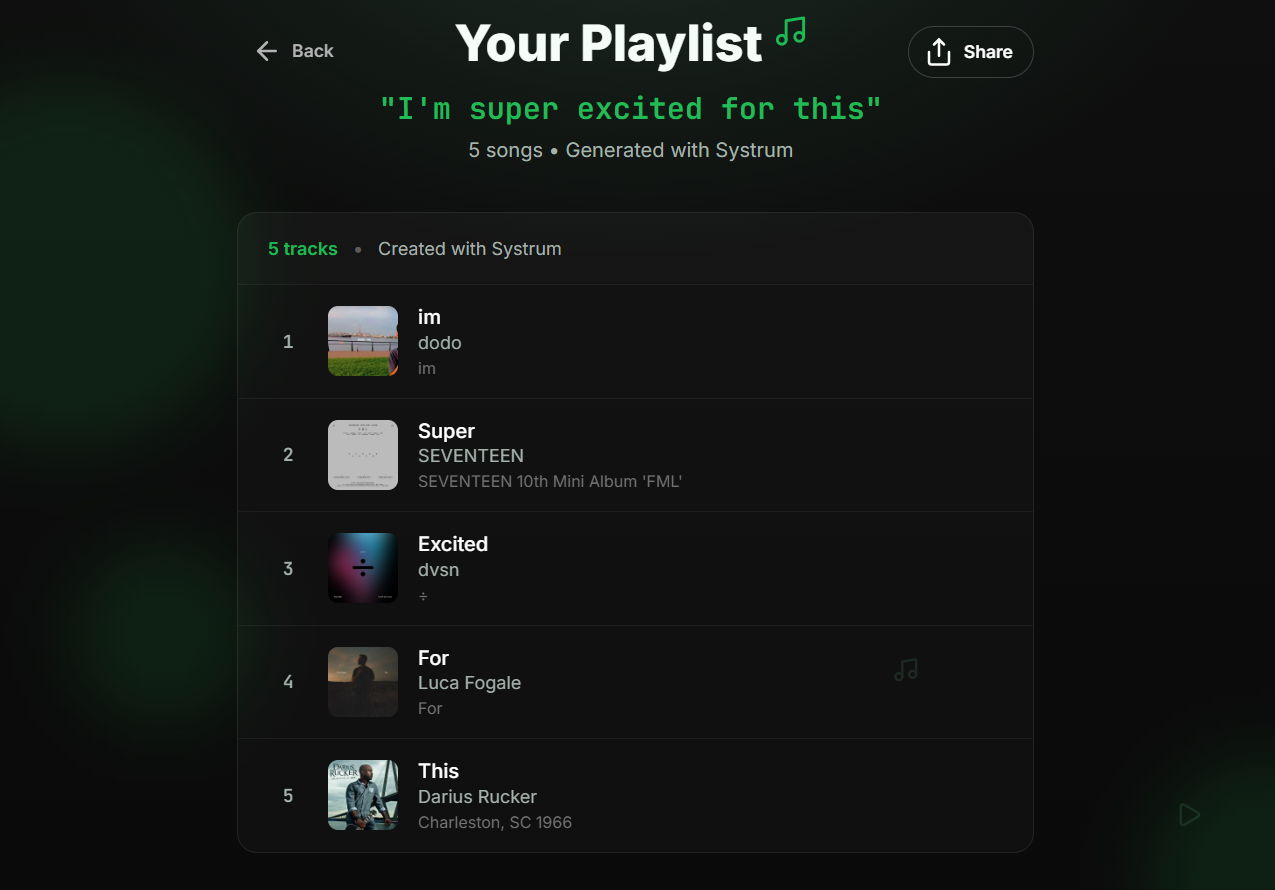 Back
Your Playlist
Share
"I'm super excited for this"
5 songs • Generated with Systrum
5 tracks • Created with Systrum
1
im
dodo
im
2
Super
SEVENTEEN
SEVENTEEN 10th Mini Album 'FML'
3
Excited
dvsn
÷
4
For
Luca Fogale
For
5
DARIUS
RUCKER
This
Darius Rucker
Charleston, SC 1966